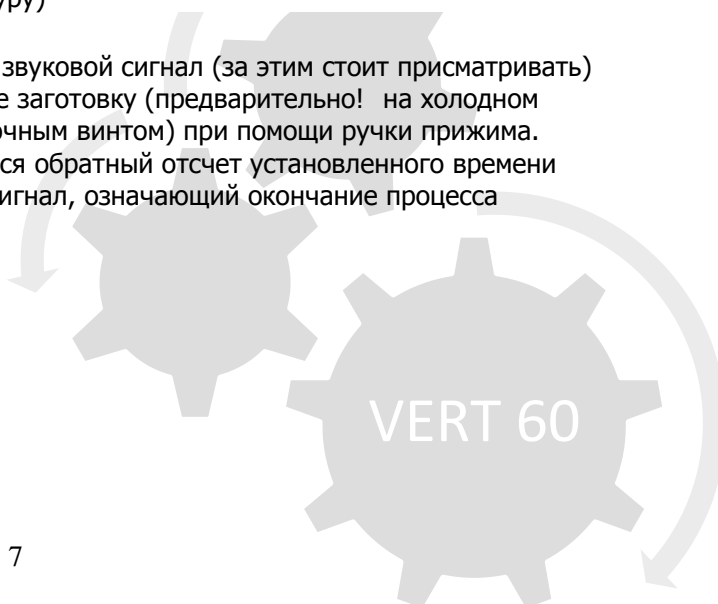 уру)
звуковой сигнал (за этим стоит присматривать)
е заготовку (предварительно! на холодном
очным винтом) при помощи ручки прижима.
ся обратный отсчет установленного времени
игнал, означающий окончание процесса
VERT 60
7